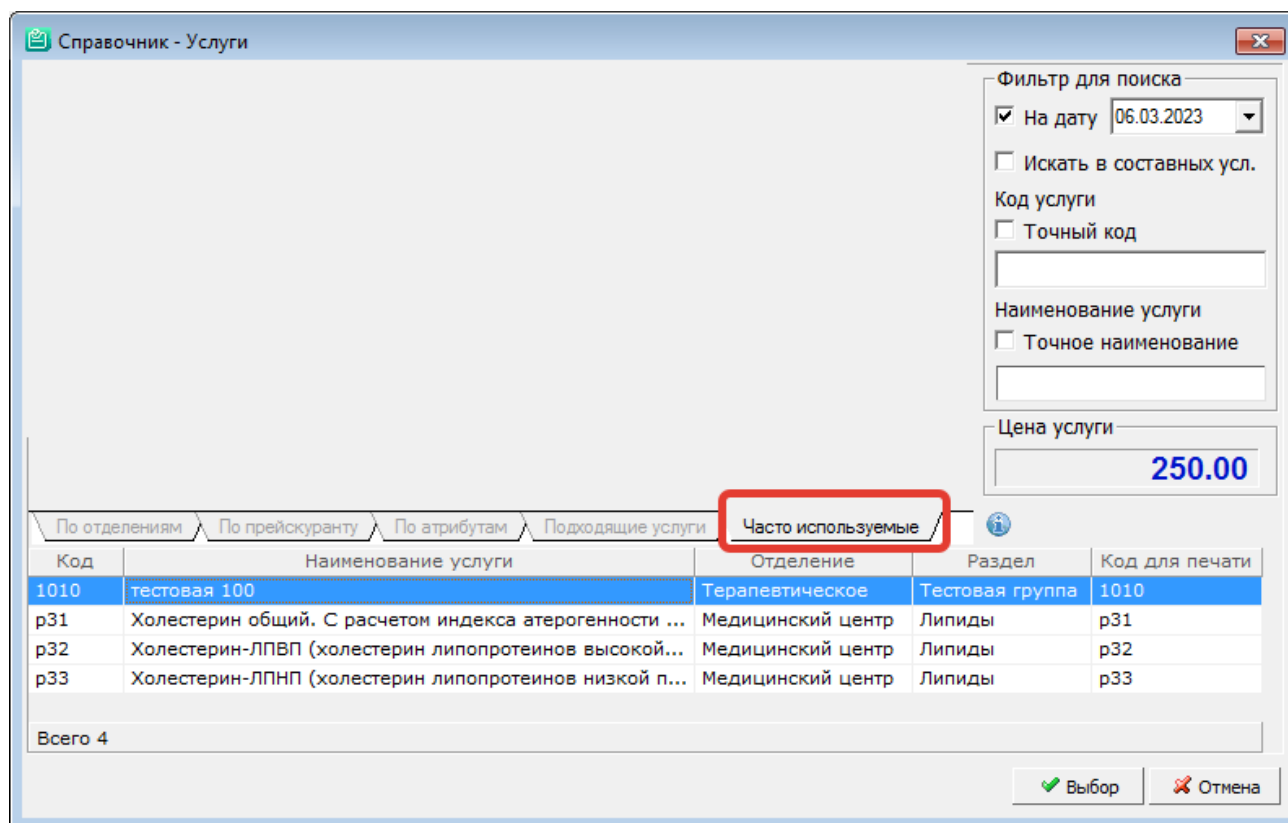 Справочник - Услуги
Фильтр для поиска
На дату 06.03.2023
Искать в составных усл.
Код услуги
Точный код
Наименование услуги
Точное наименование
Цена услуги
250.00
По отделениям По прейскуранту По атрибутам Подходящие услуги Часто используемые
Код Наименование услуги Отделение Раздел Код для печати
1010 тестовая 100 Терапевтическое Тестовая группа 1010
p31 Холестерин общий. С расчетом индекса атерогенности ... Медицинский центр Липиды p31
p32 Холестерин-ЛПВП (холестерин липопротеинов высокой... Медицинский центр Липиды p32
p33 Холестерин-ЛПНП (холестерин липопротеинов низкой п... Медицинский центр Липиды p33
Всего 4
Выбор Отмена